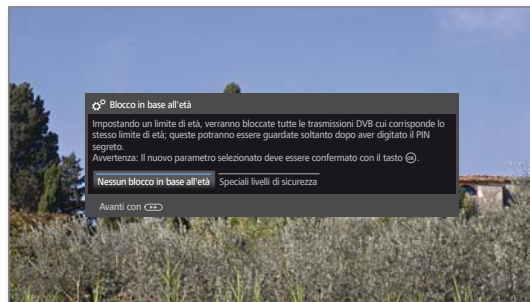 Blocco in base all'età
Impostando un limite di età, verranno bloccate tutte le trasmissioni DVB cui corrisponde lo
stesso limite di età; queste potranno essere guardate soltanto dopo aver digitato il PIN
segreto.
Avvertenza: Il nuovo parametro selezionato deve essere confermato con il tasto OK.
Nessun blocco in base all'età Speciali livelli di sicurezza
Avanti con